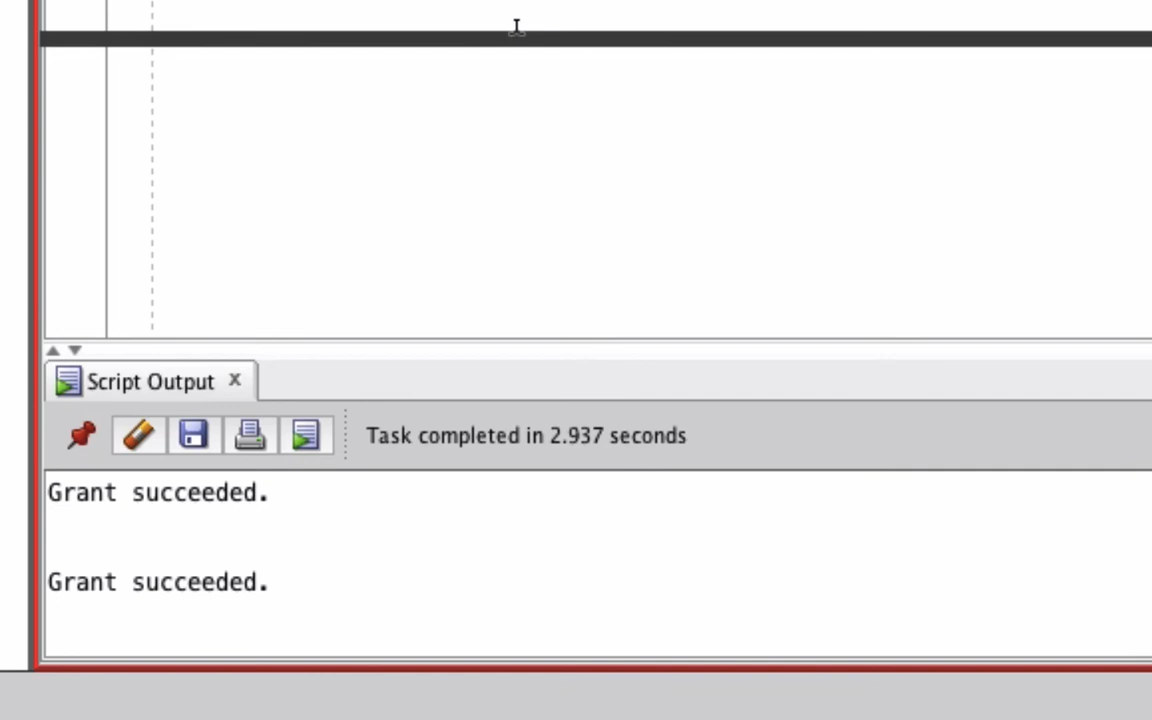 Script Output x
Task completed in 2.937 seconds
Grant succeeded.
Grant succeeded.